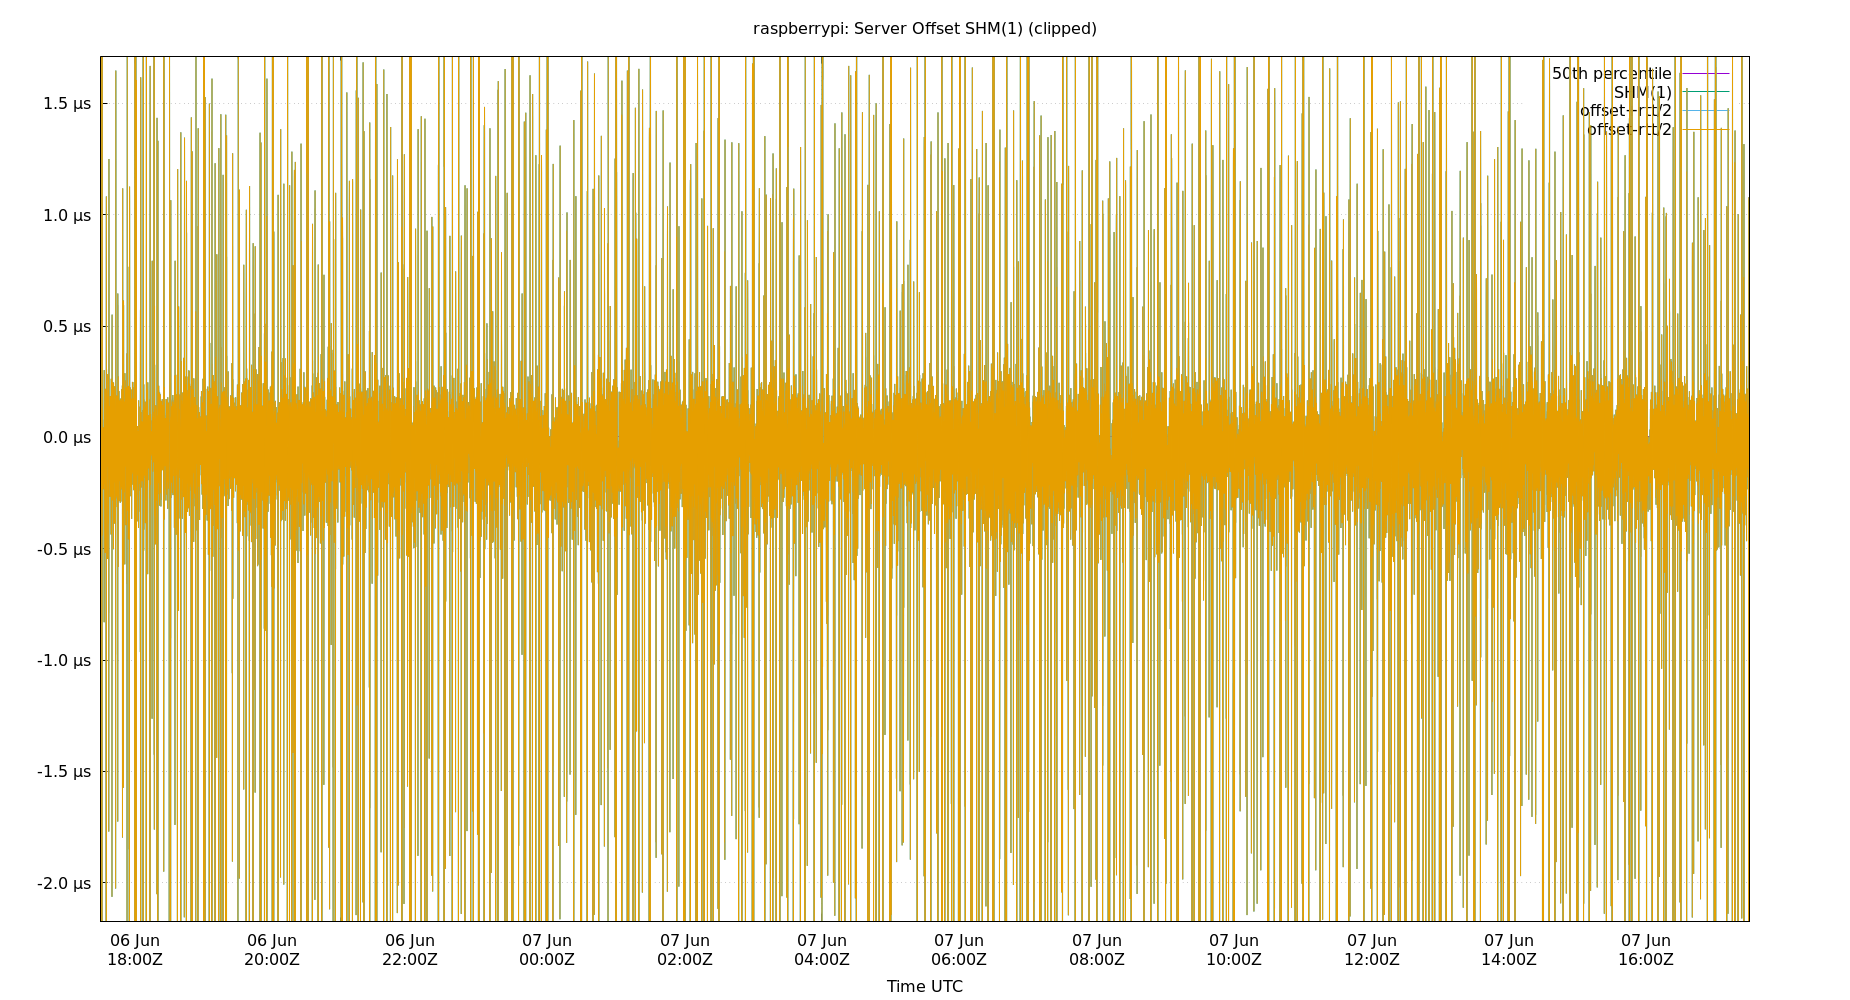 raspberrypi: Server Offset SHM(1) (clipped)
50th percentile
SHM(1)
offset+rtt/2
offset-rtt/2
1.5 µs
1.0 µs
0.5 µs
0.0 µs
-0.5 µs
-1.0 µs
-1.5 µs
-2.0 µs
06 Jun 06 Jun 06 Jun 07 Jun 07 Jun 07 Jun 07 Jun 07 Jun 07 Jun 07 Jun 07 Jun 07 Jun
18:00Z 20:00Z 22:00Z 00:00Z 02:00Z 04:00Z 06:00Z 08:00Z 10:00Z 12:00Z 14:00Z 16:00Z
Time UTC